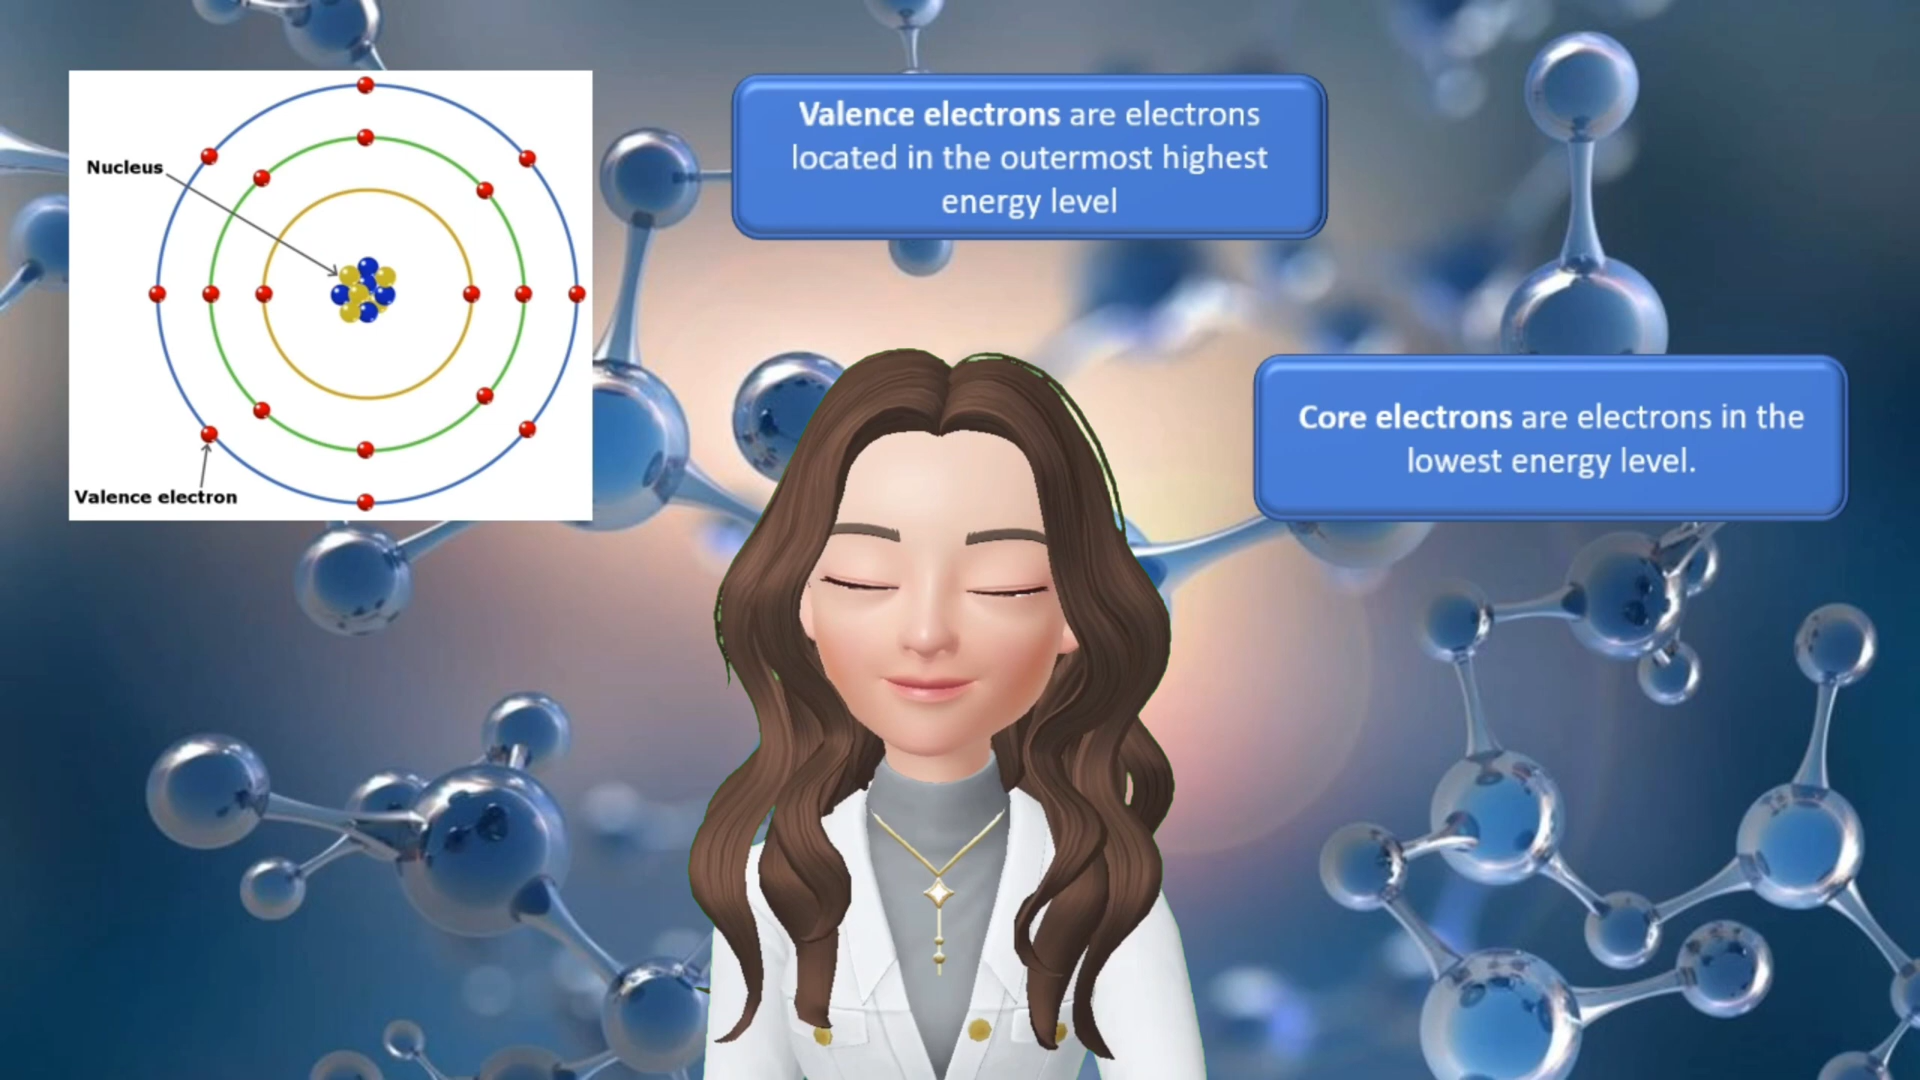 Nucleus
Valence electron
Valence electrons are electrons
located in the outermost highest
energy level
Core electrons are electrons in the
lowest energy level.